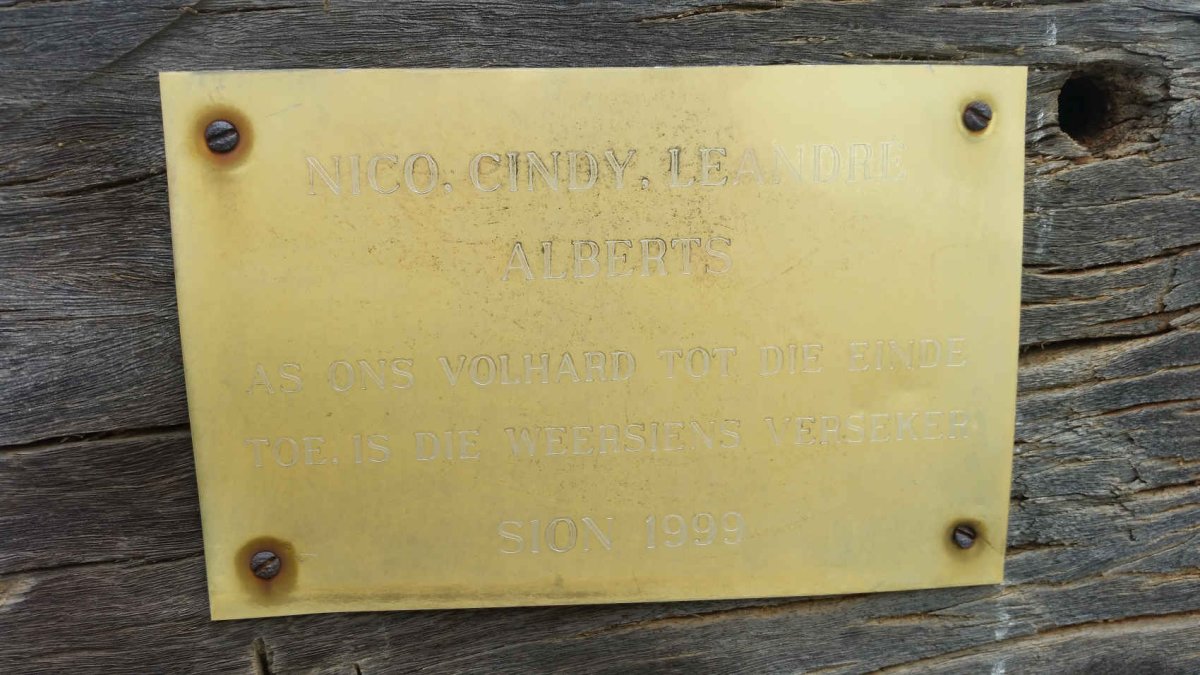 NICO, CINDY, LEANDRE
ALBERTS
AS ONS VOLHARD TOT DIE EINDE
TOE, IS DIE WEERSIENS VERSEKER
SION 1999